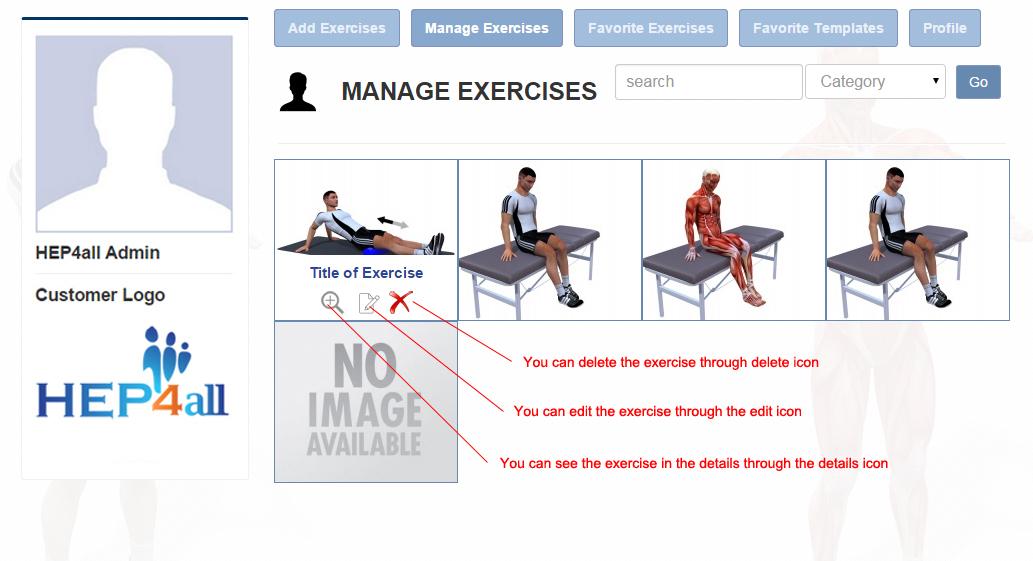 Add Exercises
Manage Exercises
Favorite Exercises
Favorite Templates
Profile
MANAGE EXERCISES
search
Category
Go
HEP4all Admin
Customer Logo
HEP4all
Title of Exercise
NO
IMAGE
AVAILABLE
You can delete the exercise through delete icon
You can edit the exercise through the edit icon
You can see the exercise in the details through the details icon